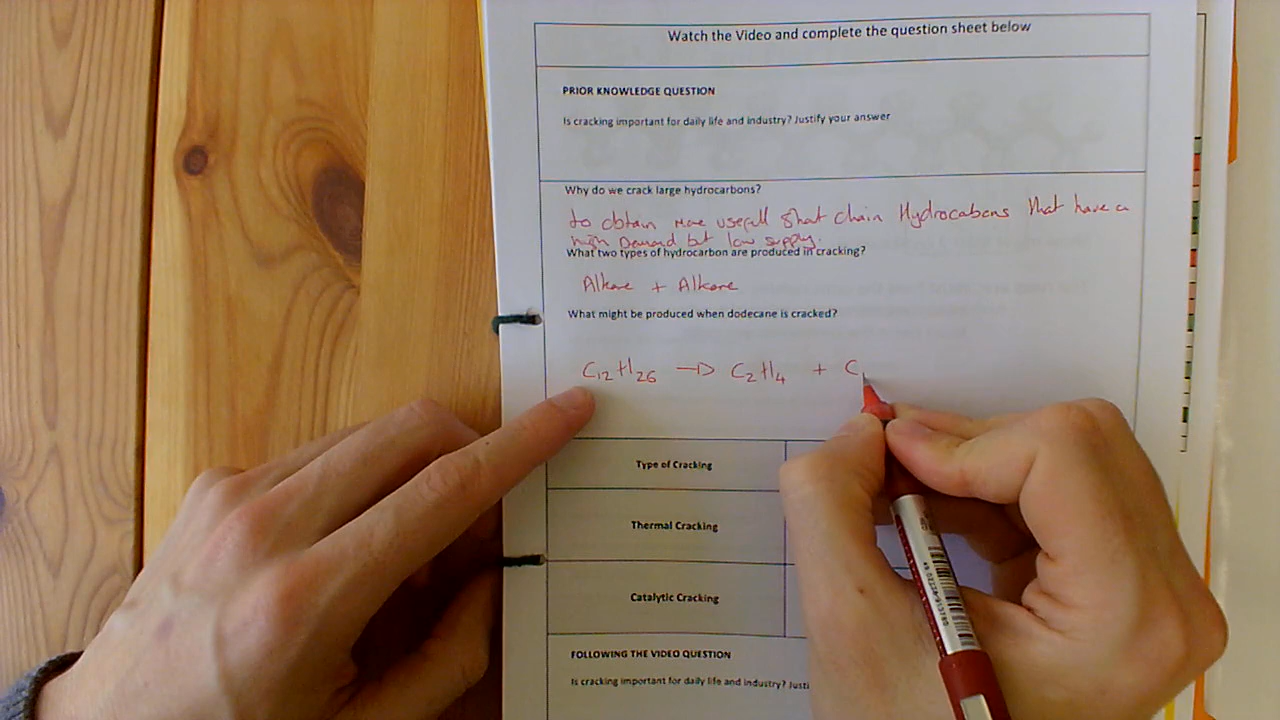 Watch the Video and complete the question sheet below
PRIOR KNOWLEDGE QUESTION
Is cracking important for daily life and industry? Justify your answer
Why do we crack large hydrocarbons?
to obtain more usefull short chain Hydrocabons that have a
high Demand but low supply.
What two types of hydrocarbon are produced in cracking?
Alkane + Alkene
What might be produced when dodecane is cracked?
C12H26 → C2H4 + C1
Type of Cracking
Thermal Cracking
Catalytic Cracking
FOLLOWING THE VIDEO QUESTION
Is cracking important for daily life and industry? Justi